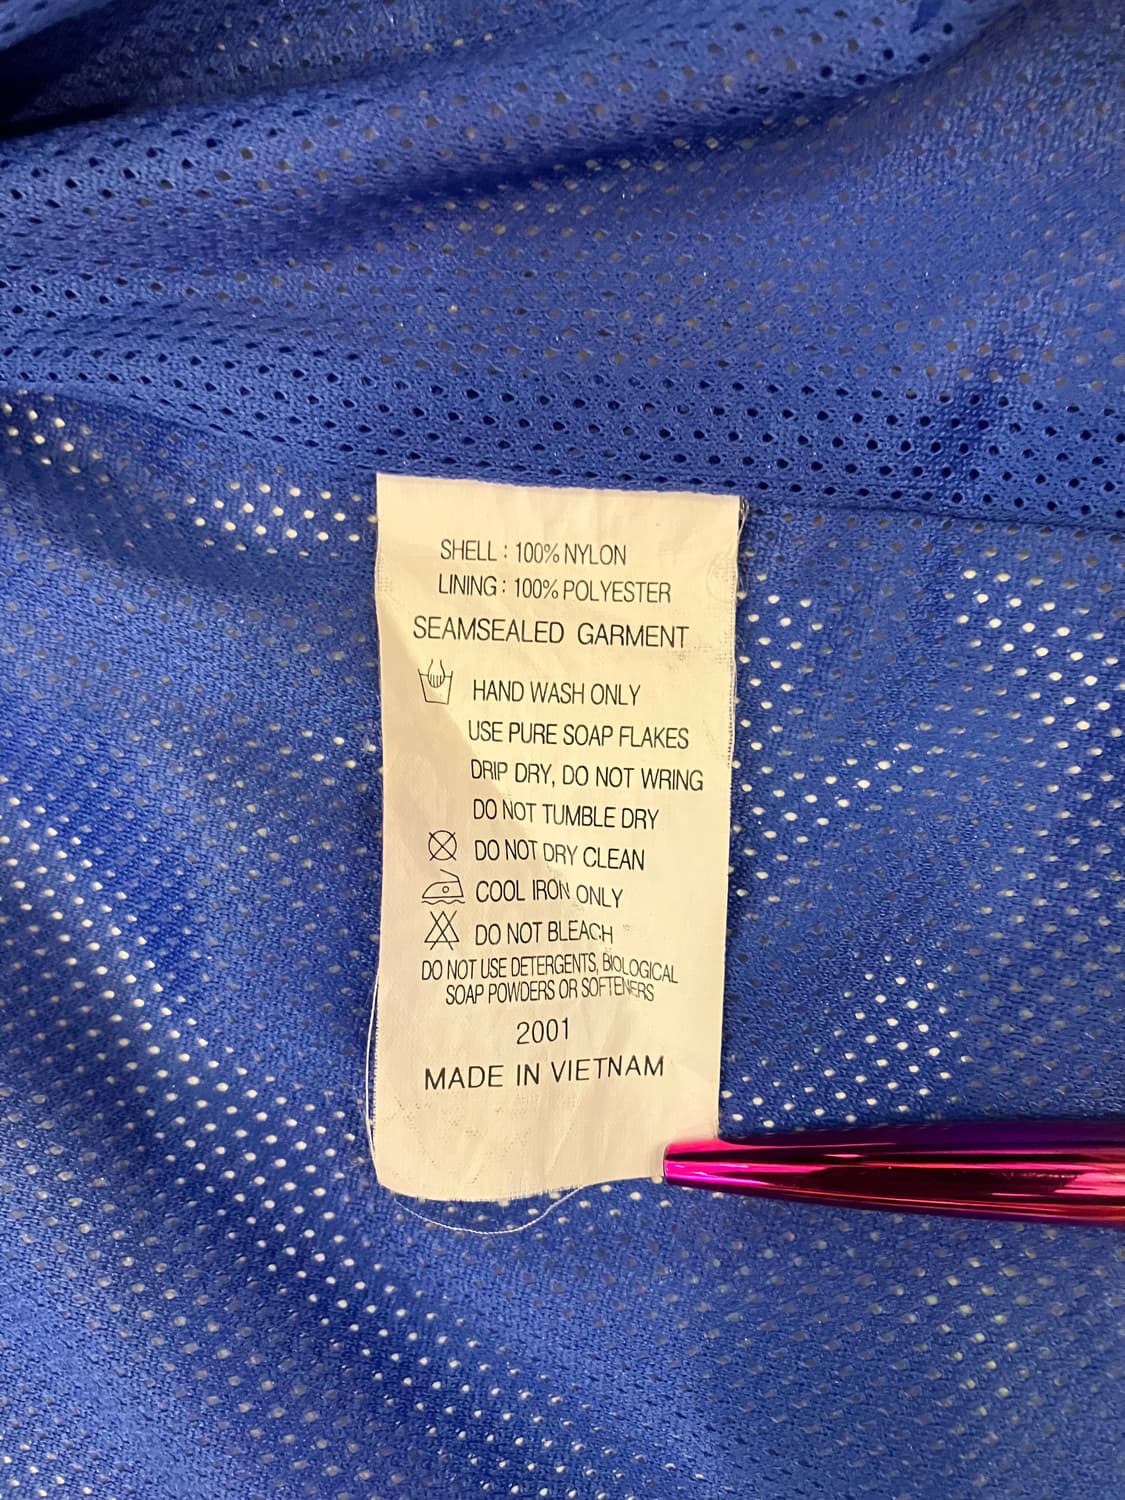 SHELL : 100% NYLON
LINING : 100% POLYESTER
SEAMSEALED GARMENT
HAND WASH ONLY
USE PURE SOAP FLAKES
DRIP DRY, DO NOT WRING
DO NOT TUMBLE DRY
DO NOT DRY CLEAN
COOL IRON ONLY
DO NOT BLEACH
DO NOT USE DETERGENTS, BIOLOGICAL
SOAP POWDERS OR SOFTENERS
2001
MADE IN VIETNAM